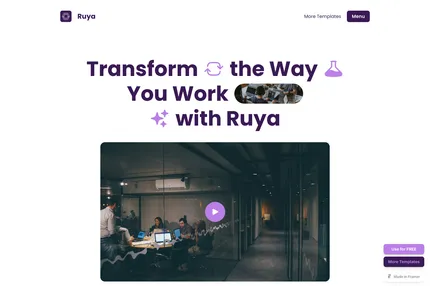 Ruya
More Templates
Menu
Transform the Way
You Work
with Ruya
Use for FREE
More Templates
Made in Framer